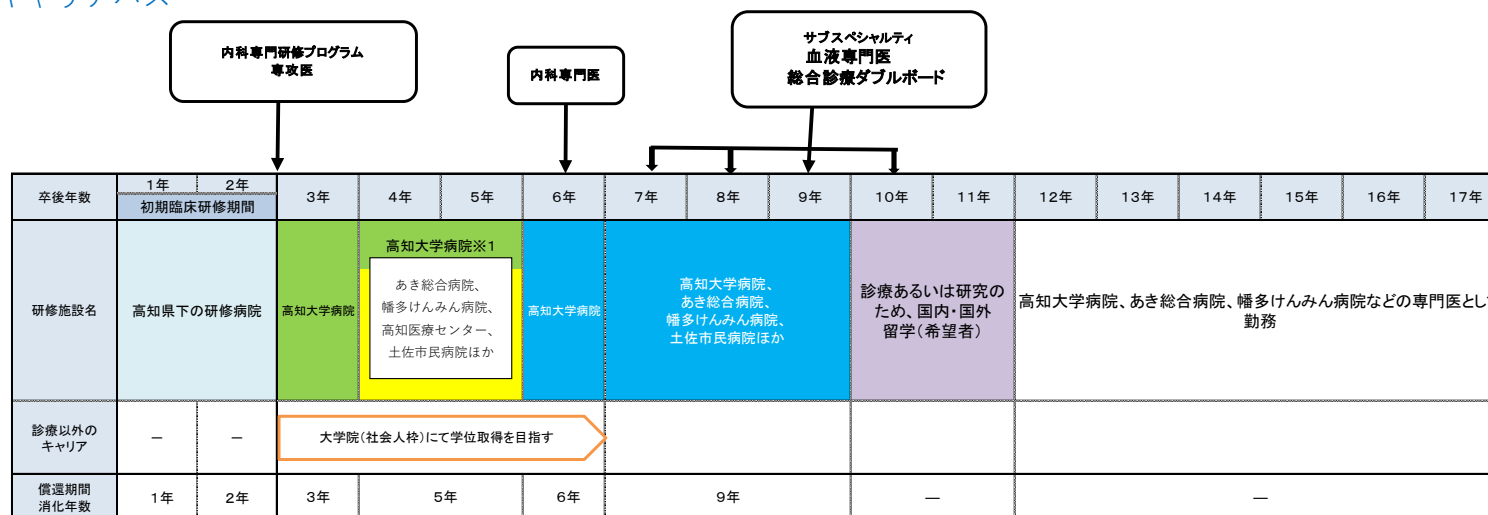 キャリアパス
内科専門研修プログラム
専攻医
内科専門医
サブスペシャルティ
血液専門医
総合診療ダブルボード
卒後年数
1年
2年
初期臨床研修期間
3年
4年
5年
6年
7年
8年
9年
10年
11年
12年
13年
14年
15年
16年
17年
研修施設名
高知県下の研修病院
高知大学病院
高知大学病院※1
あき総合病院、
幡多けんみん病院、
高知医療センター、
土佐市民病院ほか
高知大学病院
高知大学病院、
あき総合病院、
幡多けんみん病院、
土佐市民病院ほか
診療あるいは研究の
ため、国内・国外
留学(希望者)
高知大学病院、あき総合病院、幡多けんみん病院などの専門医とし
勤務
診療以外の
キャリア
－
－
大学院(社会人枠)にて学位取得を目指す
償還期間
消化年数
1年
2年
3年
5年
6年
9年
－
－